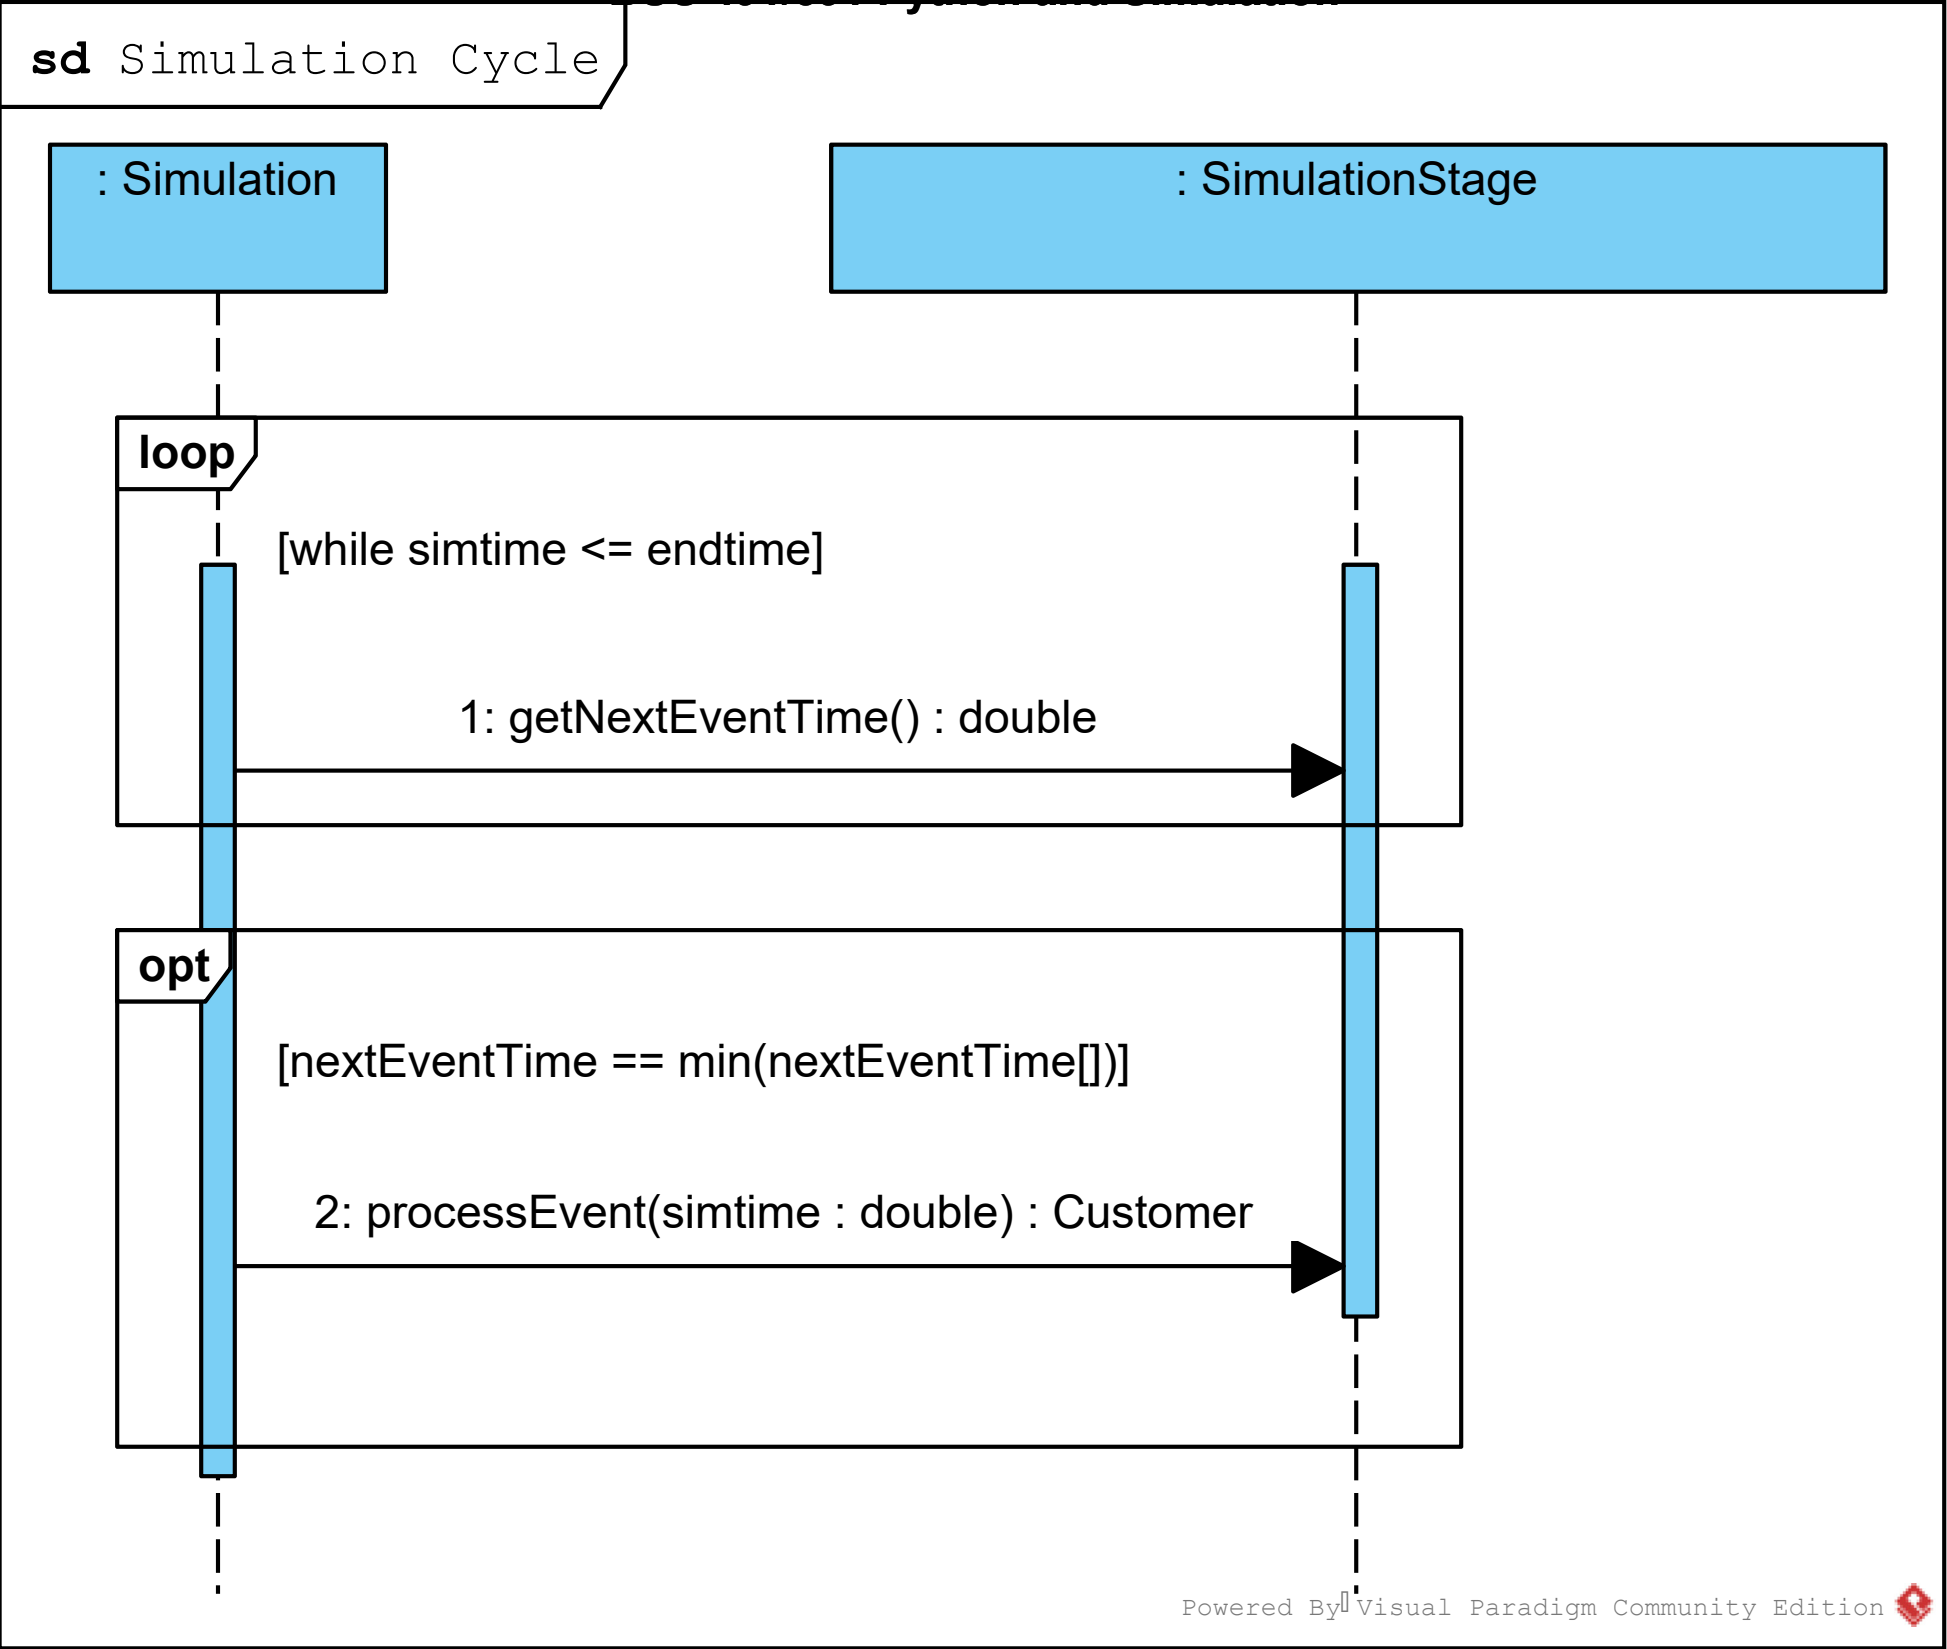 sd Simulation Cycle
: Simulation
: SimulationStage
loop
[while simtime <= endtime]
1: getNextEventTime() : double
opt
[nextEventTime == min(nextEventTime[])]
2: processEvent(simtime : double) : Customer
Powered By Visual Paradigm Community Edition